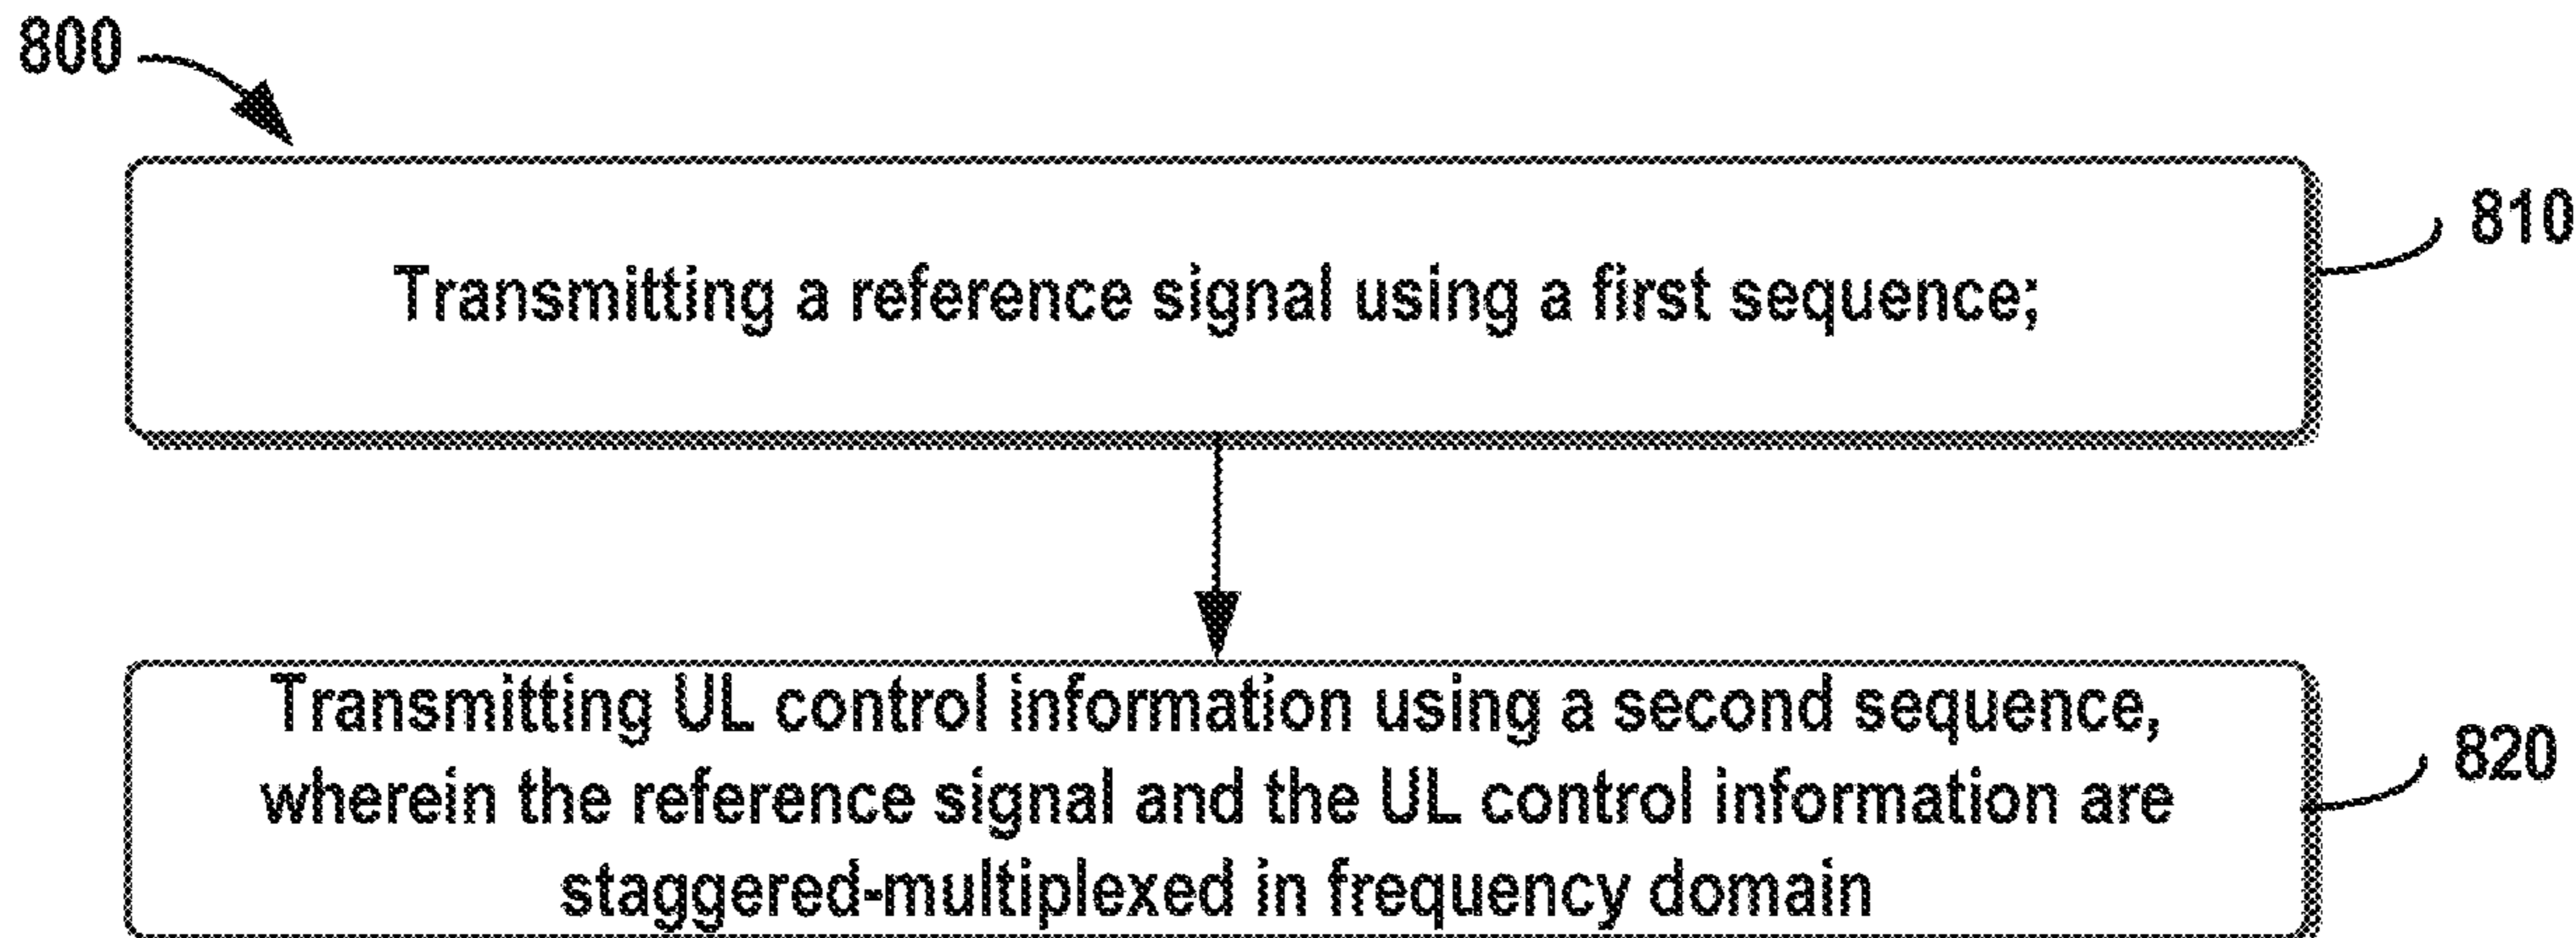 800
810
Transmitting a reference signal using a first sequence;
Transmitting UL control information using a second sequence,
820
wherein the reference signal and the UL control information are
staggered-multiplexed in frequency domain